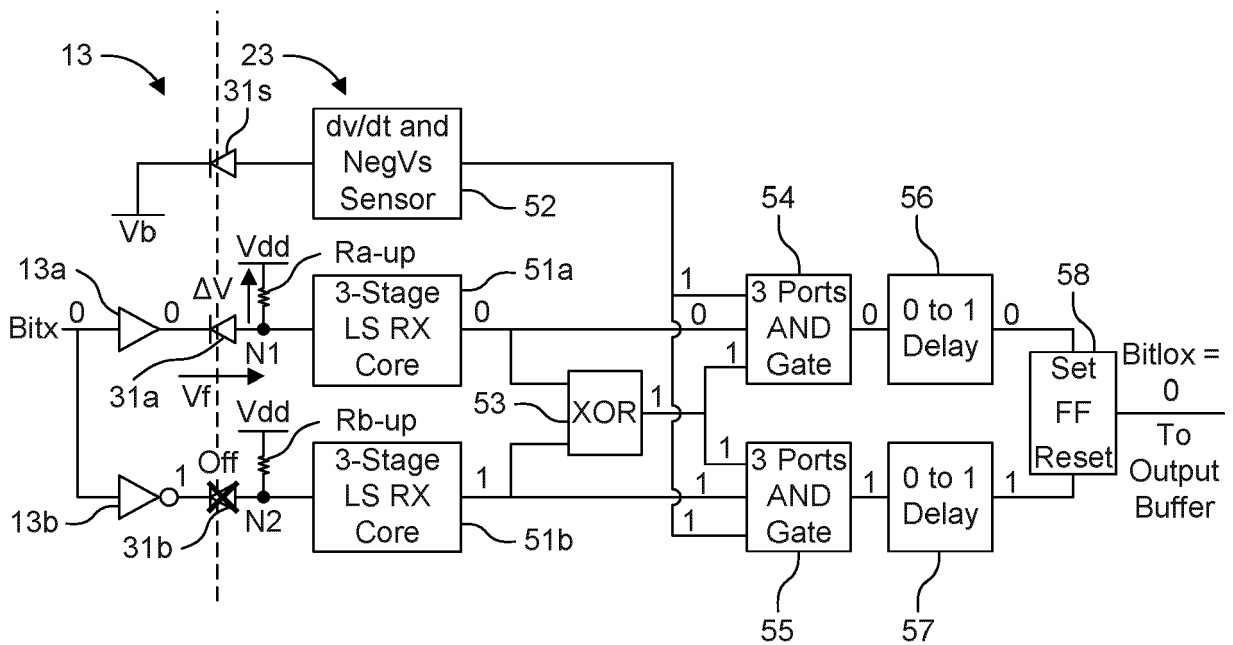 13
23
31s
dv/dt and
NegVs
Sensor
52
Vb
54
56
58
13a
Vdd
Ra-up
51a
ΔV
0
0
Bitx
3-Stage
LS RX
Core
0
N1
31a
Vf
1
0
1
3 Ports
AND
Gate
0
0 to 1
Delay
0
Set
FF
Reset
Bitlox =
0
To
Output
Buffer
53
XOR
1
Vdd
Rb-up
Off
1
13b
31b
N2
3-Stage
LS RX
Core
1
51b
1
1
1
3 Ports
AND
Gate
1
0 to 1
Delay
1
55
57